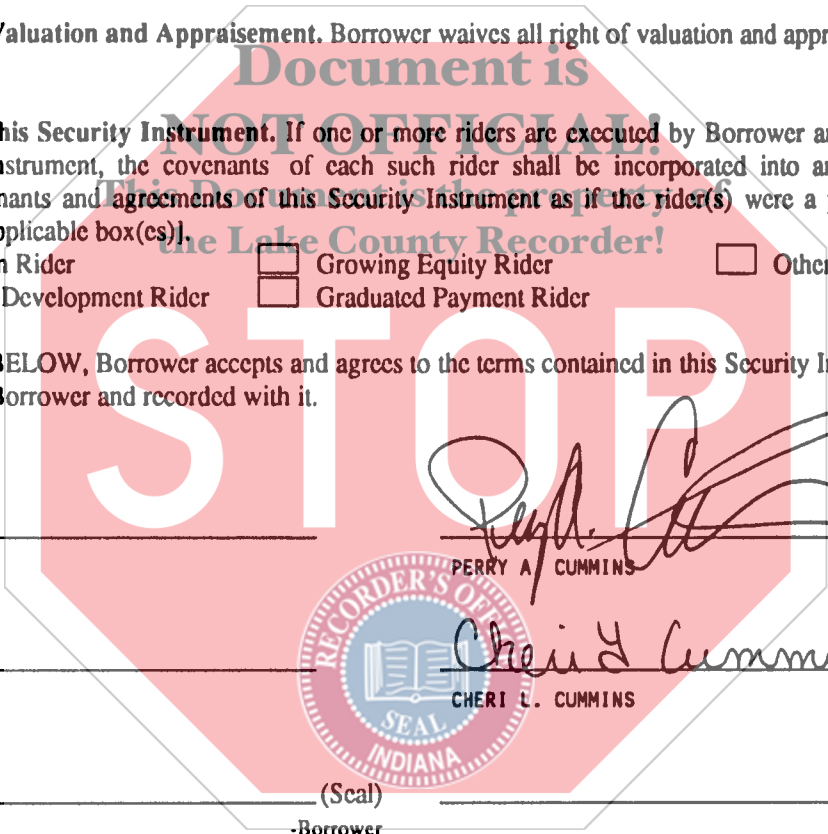 Valuation and Appraisement. Borrower waives all right of valuation and appr
Document is
NOT OFFICIAL!
his Security Instrument. If one or more riders are executed by Borrower a
nstrument, the covenants of each such rider shall be incorporated into a
nants and agreements of this Security Instrument as if the rider(s) were a
This Document is the property of
pplicable box(es)].
the Lake County Recorder!
n Rider Growing Equity Rider Othe
Development Rider Graduated Payment Rider
STOP
BELOW, Borrower accepts and agrees to the terms contained in this Security I
Borrower and recorded with it.
Perry A.
PERRY A. CUMMINS
RECORDER'S OFF
Cheri L Cumm
CHERI L. CUMMINS
SEAL
INDIANA
(Seal)
-Borrower